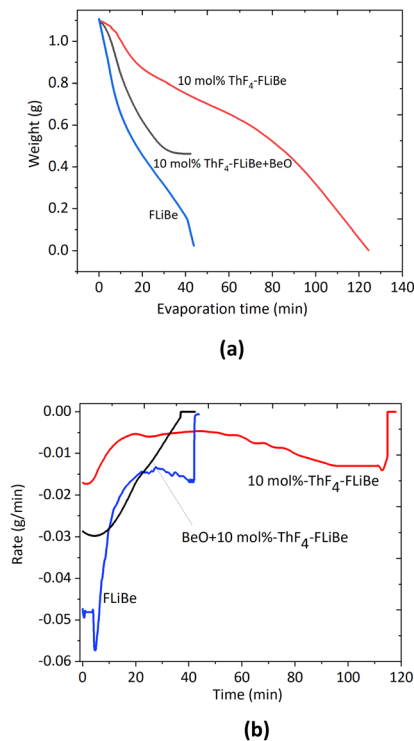 1.0
0.8
0.6
0.4
0.2
0.0
Weight (g)
10 mol% ThF4-FLiBe
10 mol% ThF4-FLiBe+BeO
FLiBe
0 20 40 60 80 100 120 140
Evaporation time (min)
(a)
0.00
-0.01
-0.02
-0.03
-0.04
-0.05
-0.06
Rate (g/min)
10 mol%-ThF4-FLiBe
BeO+10 mol%-ThF4-FLiBe
FLiBe
0 20 40 60 80 100 120
Time (min)
(b)